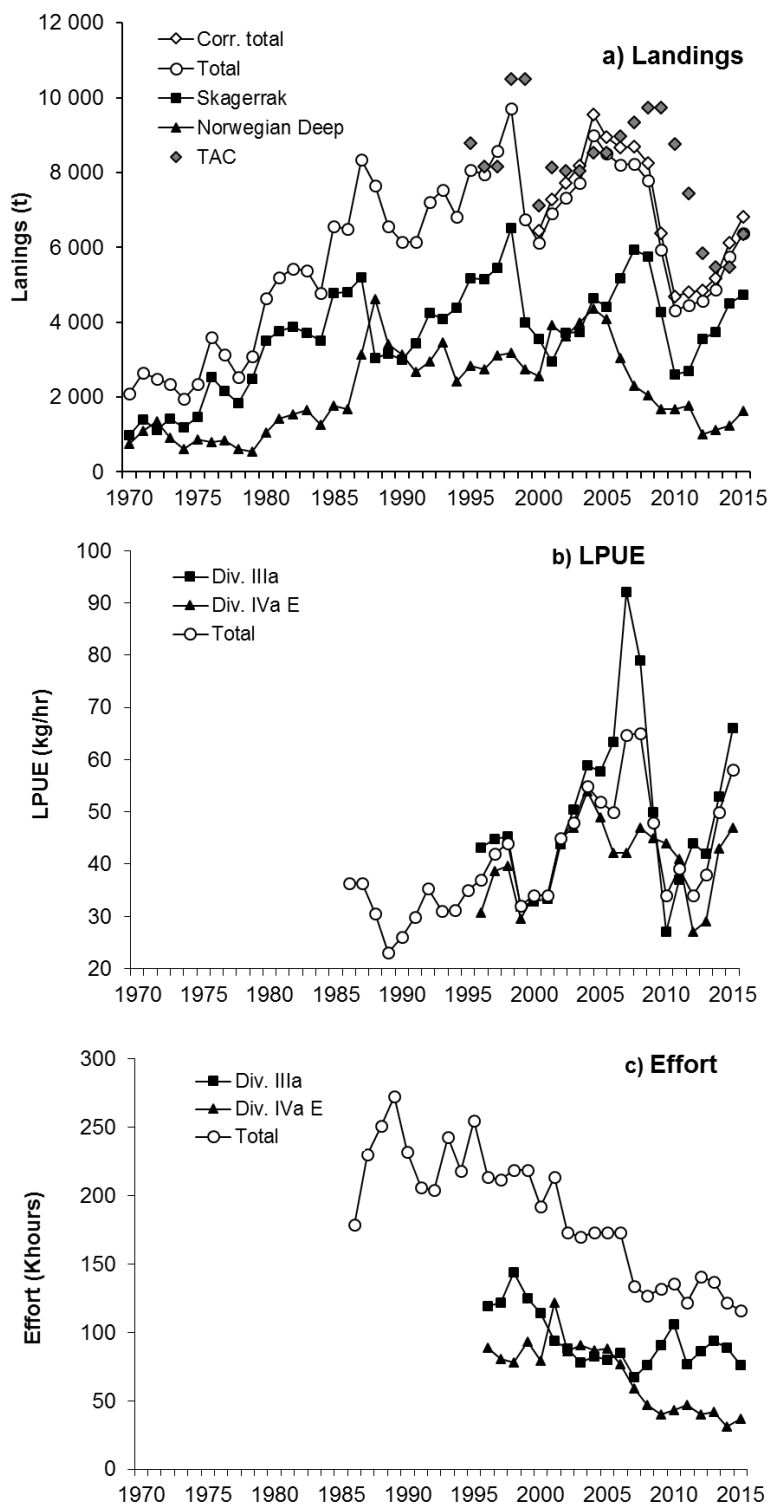 a) Landings
Corr. total
Total
Skagerrak
Norwegian Deep
TAC
Lanings (t)
12 000
10 000
8 000
6 000
4 000
2 000
0
1970 1975 1980 1985 1990 1995 2000 2005 2010 2015
b) LPUE
Div. IIIa
Div. IVa E
Total
LPUE (kg/hr)
100
90
80
70
60
50
40
30
20
1970 1975 1980 1985 1990 1995 2000 2005 2010 2015
c) Effort
Div. IIIa
Div. IVa E
Total
Effort (Khours)
300
250
200
150
100
50
0
1970 1975 1980 1985 1990 1995 2000 2005 2010 2015